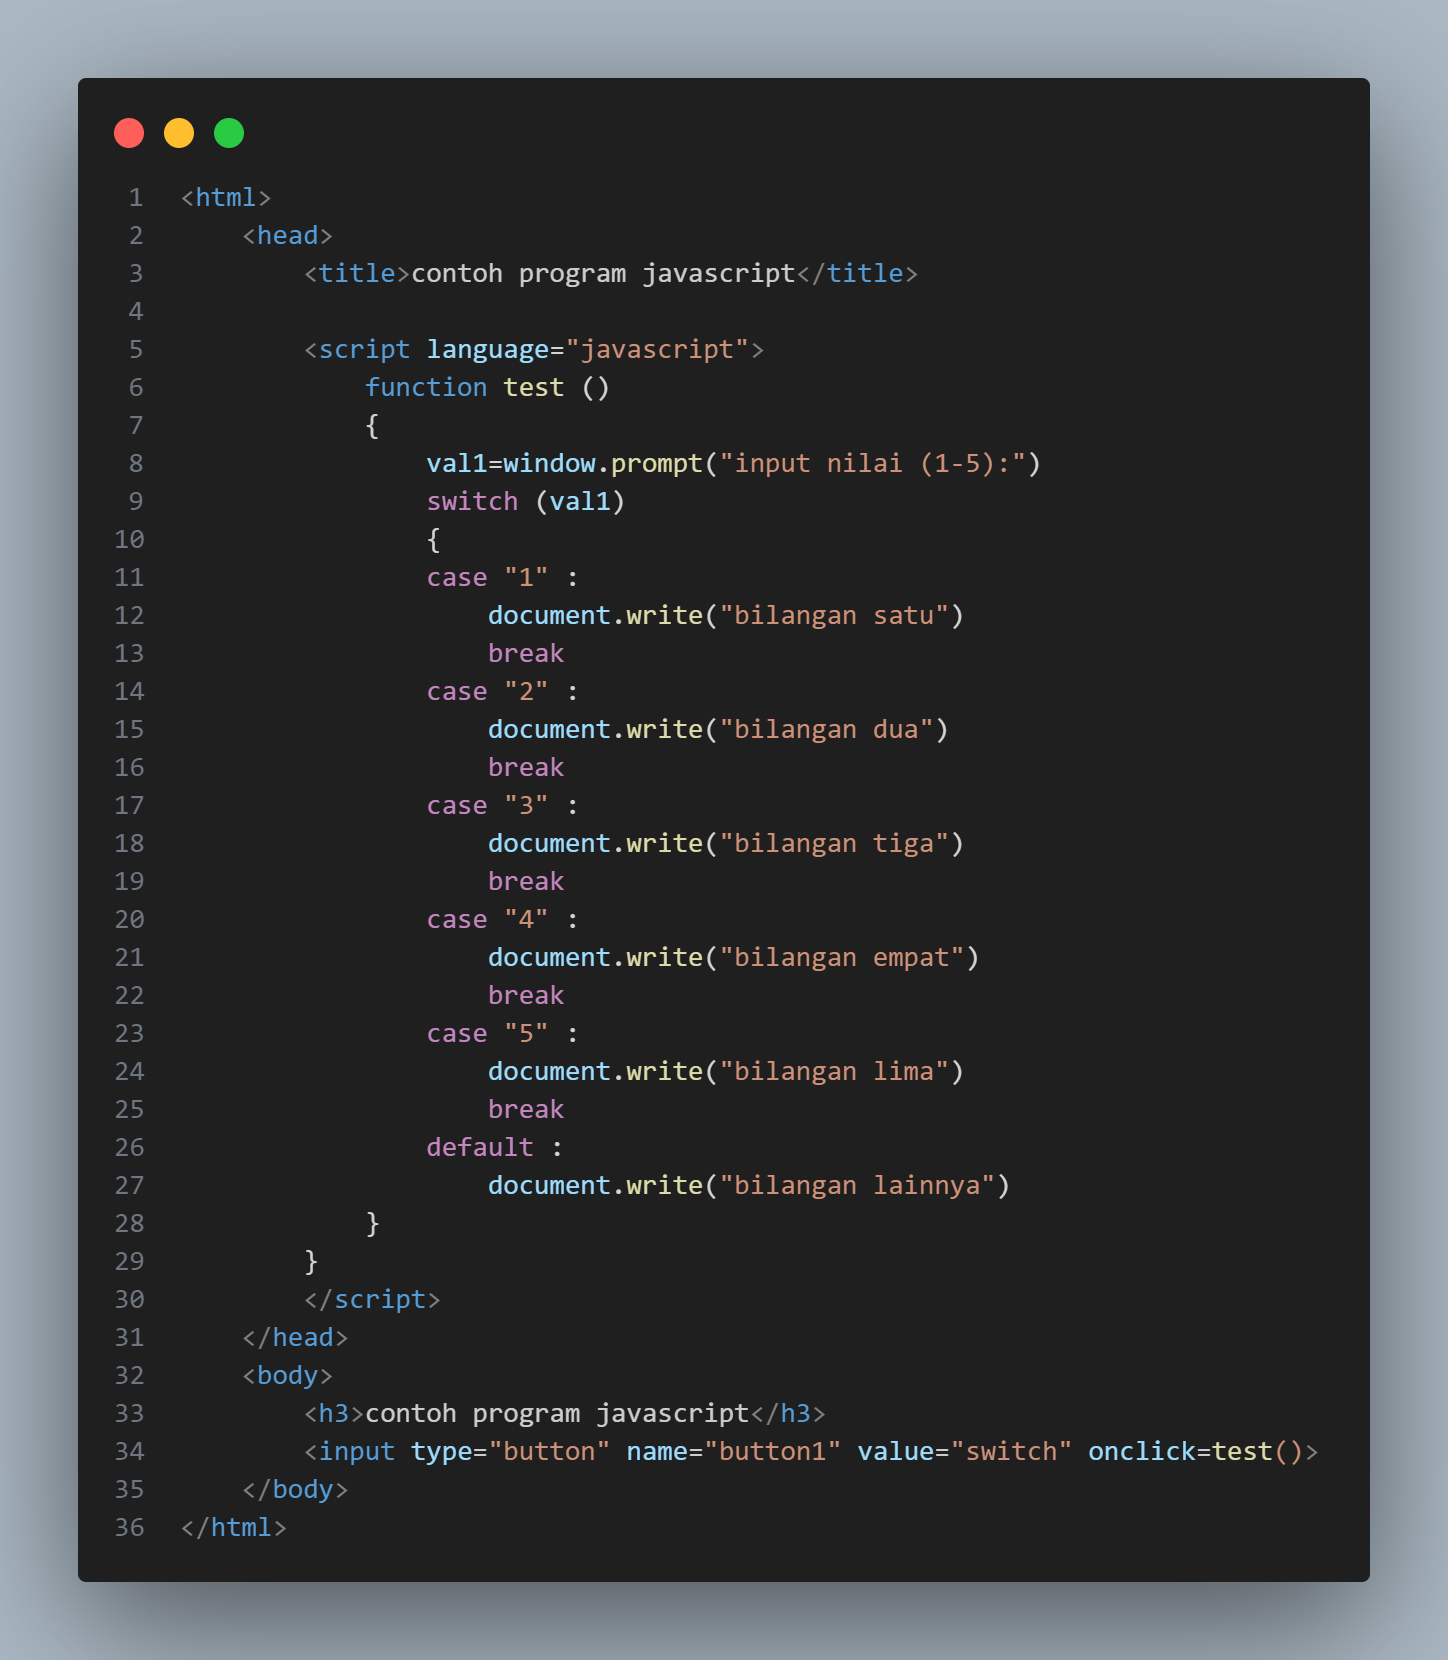 1 <html>
2     <head>
3         <title>contoh program javascript</title>
4
5         <script language="javascript">
6             function test ()
7             {
8                 val1=window.prompt("input nilai (1-5):")
9                 switch (val1)
10                 {
11                 case "1" :
12                     document.write("bilangan satu")
13                     break
14                 case "2" :
15                     document.write("bilangan dua")
16                     break
17                 case "3" :
18                     document.write("bilangan tiga")
19                     break
20                 case "4" :
21                     document.write("bilangan empat")
22                     break
23                 case "5" :
24                     document.write("bilangan lima")
25                     break
26                 default :
27                     document.write("bilangan lainnya")
28             }
29         }
30         </script>
31     </head>
32     <body>
33         <h3>contoh program javascript</h3>
34         <input type="button" name="button1" value="switch" onclick=test()>
35     </body>
36 </html>